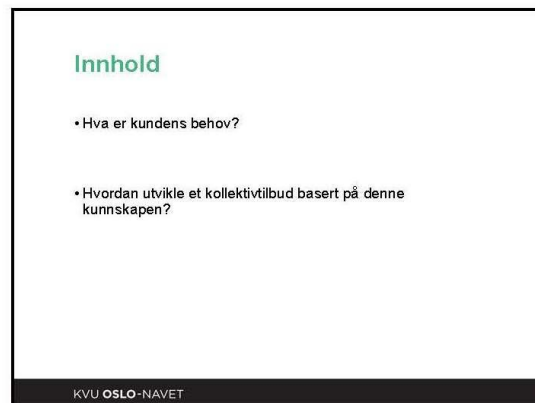 Innhold
• Hva er kundens behov?
• Hvordan utvikle et kollektivtilbud basert på denne
kunnskapen?
KVU OSLO-NAVET